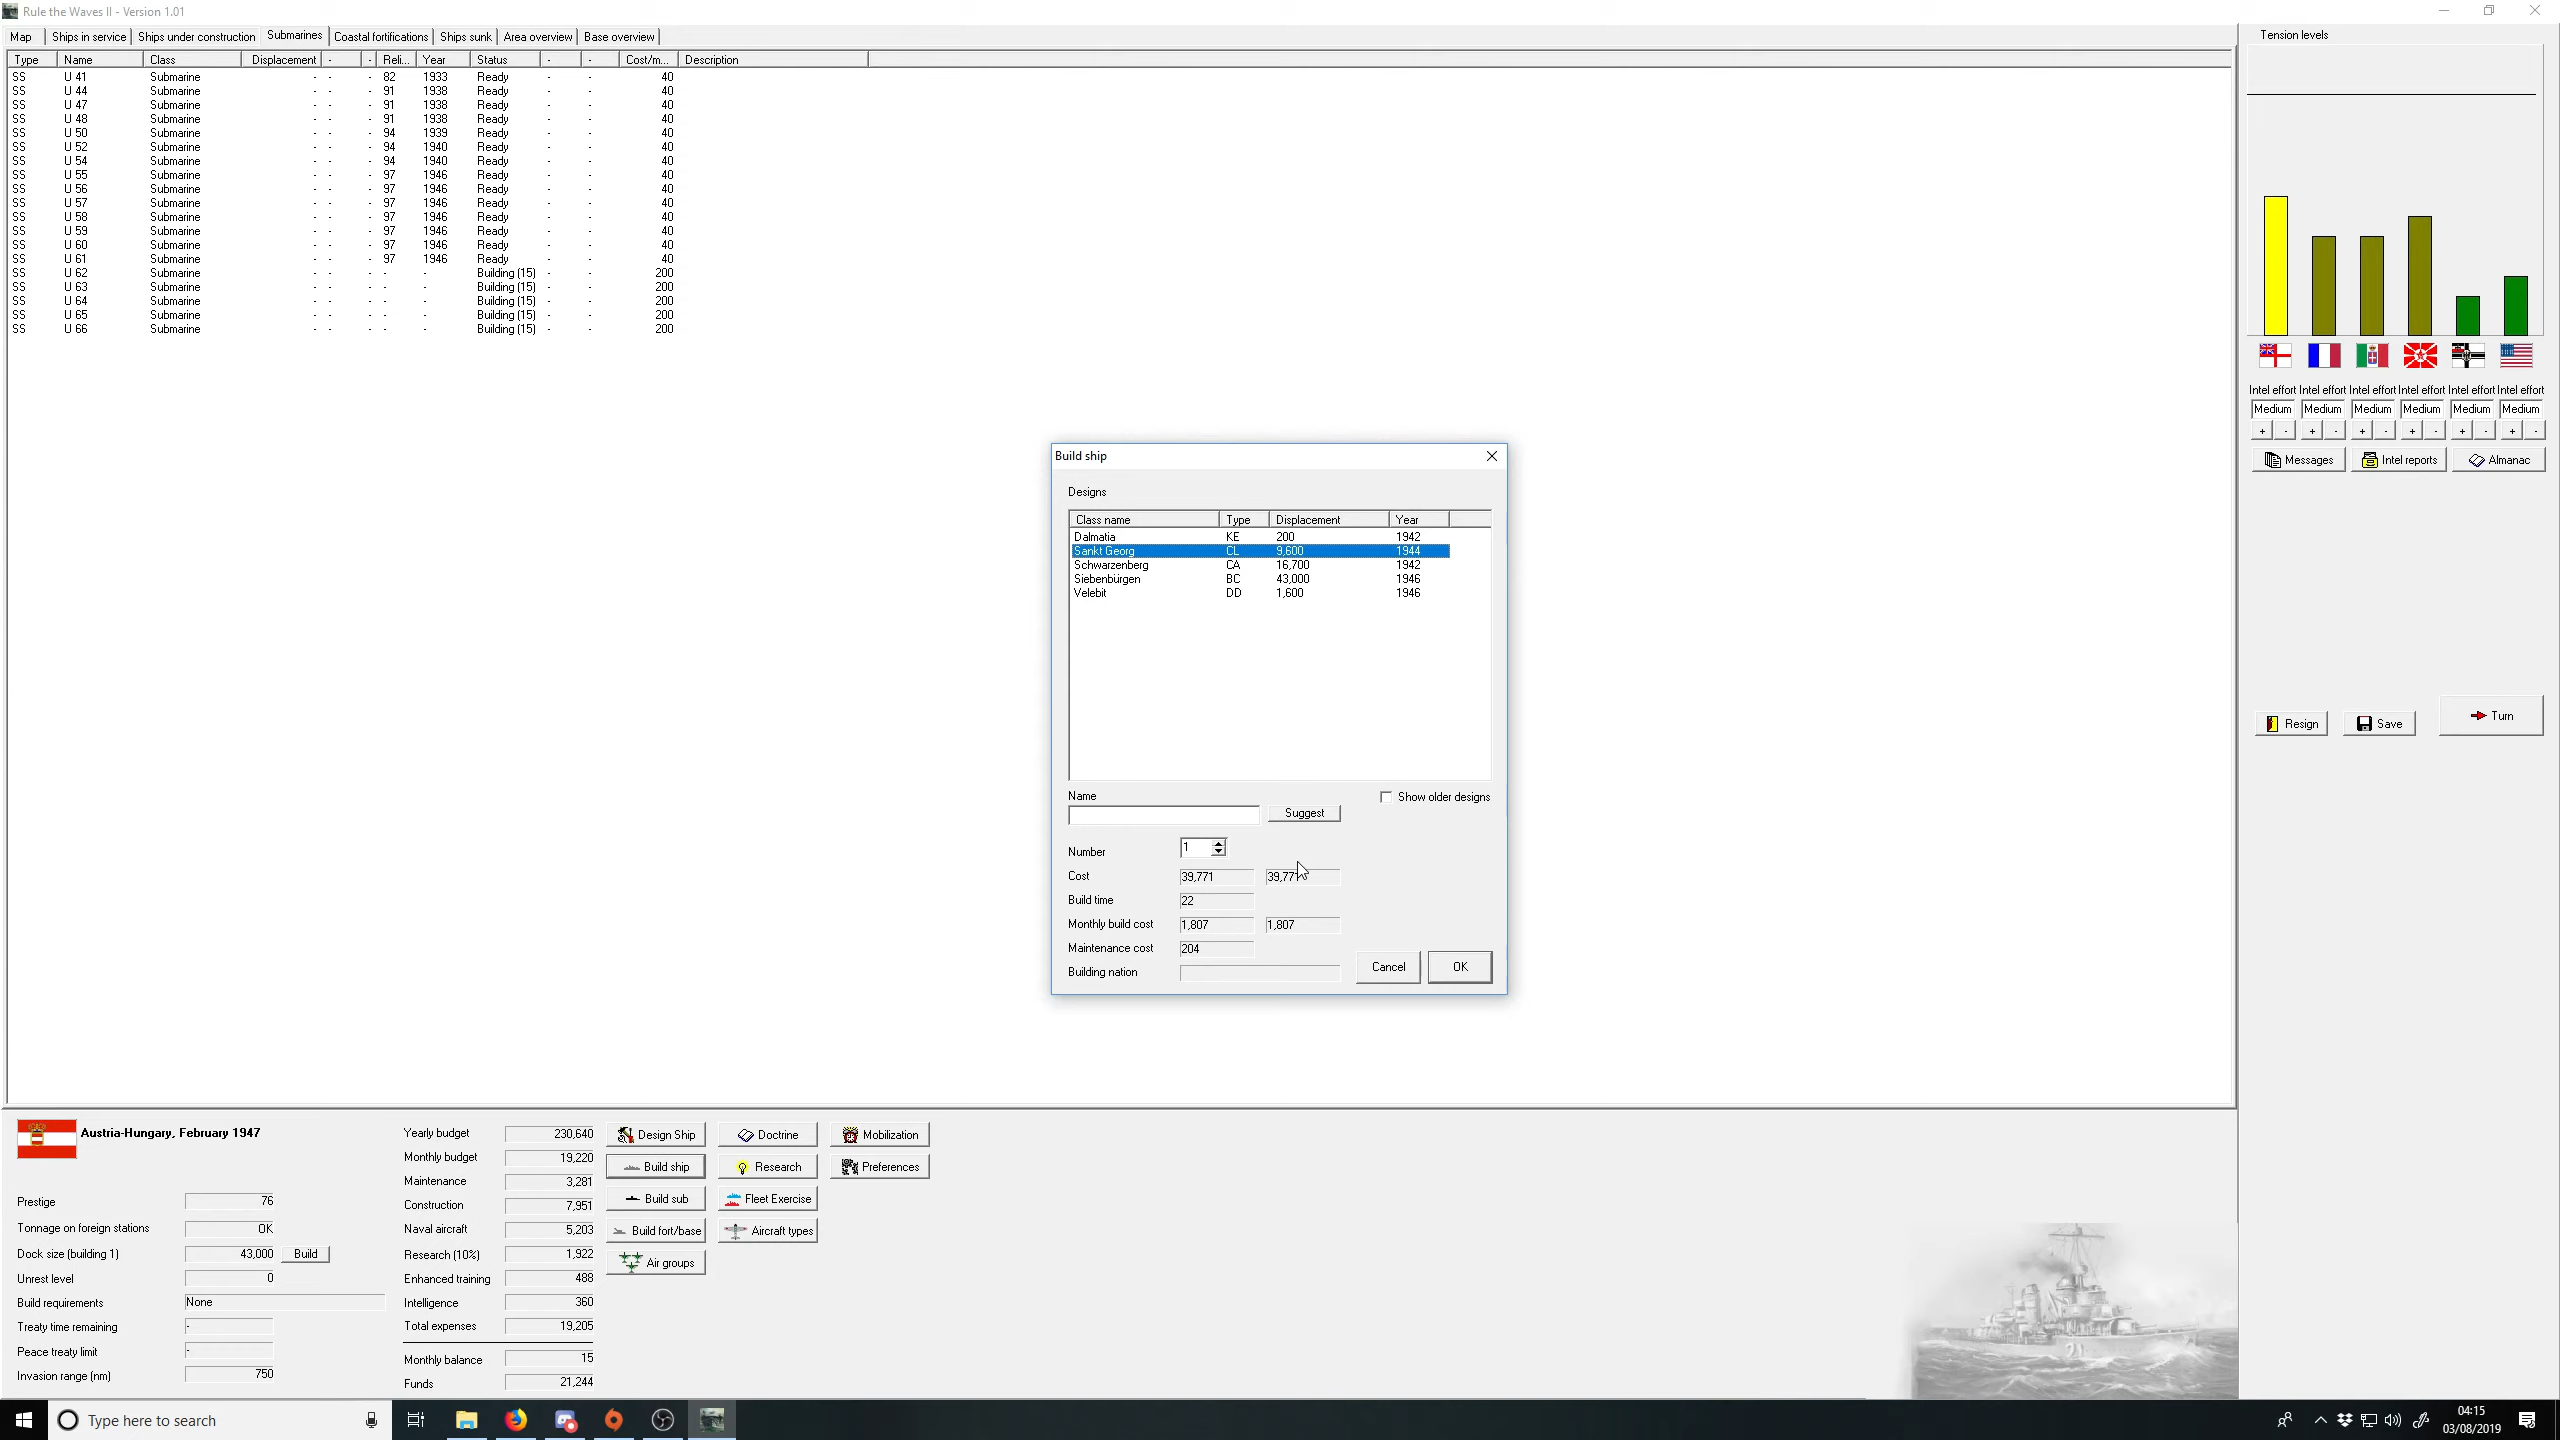 Rule the Waves II - Version 1.01
Map Ships in service Ships under construction Submarines Coastal fortifications Ships sunk Area overview Base overview
Type Name Class Displacement - - Reli... Year Status - - Cost/m... Description
SS U 41 Submarine - - - 82 1933 Ready - - 40
SS U 44 Submarine - - - 91 1938 Ready - - 40
SS U 47 Submarine - - - 91 1938 Ready - - 40
SS U 48 Submarine - - - 91 1938 Ready - - 40
SS U 50 Submarine - - - 94 1939 Ready - - 40
SS U 52 Submarine - - - 94 1940 Ready - - 40
SS U 54 Submarine - - - 94 1940 Ready - - 40
SS U 55 Submarine - - - 97 1946 Ready - - 40
SS U 56 Submarine - - - 97 1946 Ready - - 40
SS U 57 Submarine - - - 97 1946 Ready - - 40
SS U 58 Submarine - - - 97 1946 Ready - - 40
SS U 59 Submarine - - - 97 1946 Ready - - 40
SS U 60 Submarine - - - 97 1946 Ready - - 40
SS U 61 Submarine - - - 97 1946 Ready - - 40
SS U 62 Submarine - - - - - Building (15) - - 200
SS U 63 Submarine - - - - - Building (15) - - 200
SS U 64 Submarine - - - - - Building (15) - - 200
SS U 65 Submarine - - - - - Building (15) - - 200
SS U 66 Submarine - - - - - Building (15) - - 200
Tension levels
Intel effort Intel effort Intel effort Intel effort Intel effort Intel effort
Medium Medium Medium Medium Medium Medium
+ - + - + - + - + - + -
Messages Intel reports Almanac
Resign Save Turn
Build ship
Designs
Class name Type Displacement Year
Dalmatia KE 200 1942
Sankt Georg CL 9,600 1944
Schwarzenberg CA 16,700 1942
Siebenbürgen BC 43,000 1946
Velebit DD 1,600 1946
Name Show older designs
Suggest
Number 1
Cost 39,771 39,771
Build time 22
Monthly build cost 1,807 1,807
Maintenance cost 204
Building nation
Cancel OK
Austria-Hungary, February 1947
Prestige 76
Tonnage on foreign stations OK
Dock size (building 1) 43,000 Build
Unrest level 0
Build requirements None
Treaty time remaining -
Peace treaty limit -
Invasion range (nm) 750
Yearly budget 230,640
Monthly budget 19,220
Maintenance 3,281
Construction 7,951
Naval aircraft 5,203
Research (10%) 1,922
Enhanced training 488
Intelligence 360
Total expenses 19,205
Monthly balance 15
Funds 21,244
Design Ship Doctrine Mobilization
Build ship Research Preferences
Build sub Fleet Exercise
Build fort/base Aircraft types
Air groups
Type here to search
04:15
03/08/2019